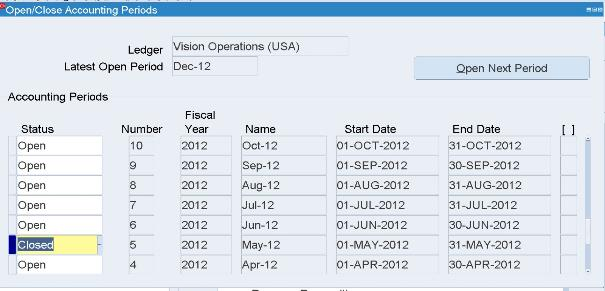 Open/Close Accounting Periods
Ledger Vision Operations (USA)
Latest Open Period Dec-12
Open Next Period
Accounting Periods
Status Number Fiscal Year Name Start Date End Date [ ]
Open 10 2012 Oct-12 01-OCT-2012 31-OCT-2012
Open 9 2012 Sep-12 01-SEP-2012 30-SEP-2012
Open 8 2012 Aug-12 01-AUG-2012 31-AUG-2012
Open 7 2012 Jul-12 01-JUL-2012 31-JUL-2012
Open 6 2012 Jun-12 01-JUN-2012 30-JUN-2012
Closed 5 2012 May-12 01-MAY-2012 31-MAY-2012
Open 4 2012 Apr-12 01-APR-2012 30-APR-2012